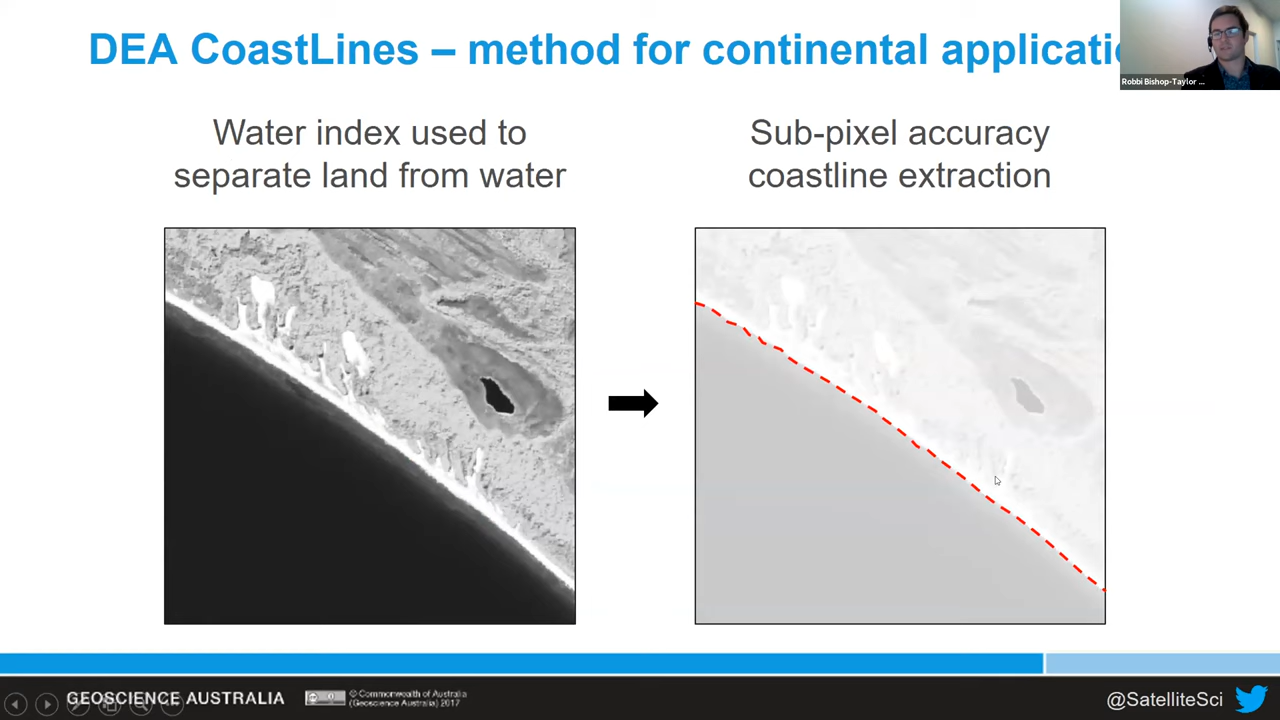 DEA CoastLines – method for continental applicatio
Robbi Bishop-Taylor ...
Water index used to
separate land from water
Sub-pixel accuracy
coastline extraction
GEOSCIENCE AUSTRALIA
© Commonwealth of Australia
(Geoscience Australia) 2017
@SatelliteSci